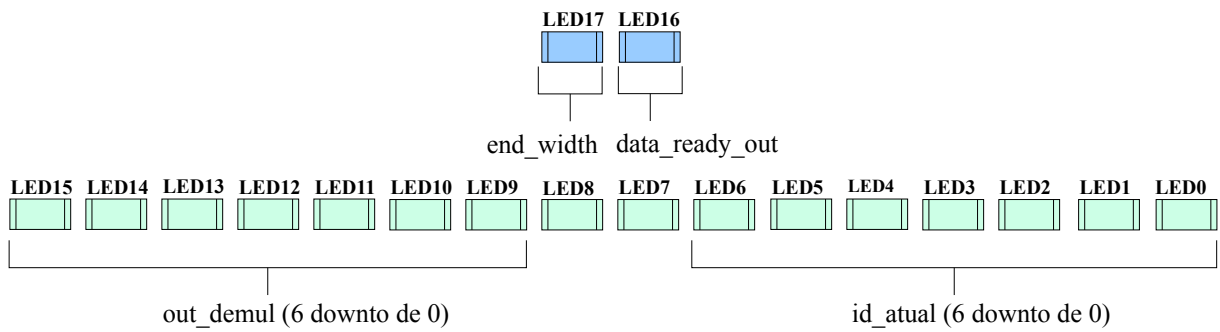 LED17 LED16
end_width data_ready_out
LED15 LED14 LED13 LED12 LED11 LED10 LED9 LED8 LED7 LED6 LED5 LED4 LED3 LED2 LED1 LED0
out_demul (6 downto de 0) id_atual (6 downto de 0)